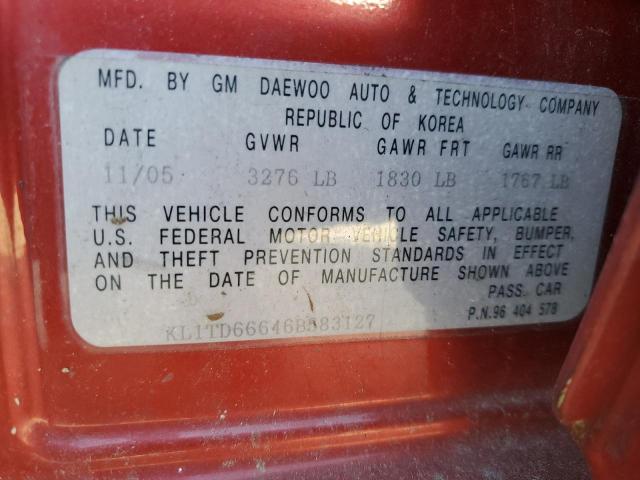 MFD. BY GM DAEWOO AUTO & TECHNOLOGY COMPANY
REPUBLIC OF KOREA
DATE GVWR GAWR FRT GAWR RR
11/05 3276 LB 1830 LB 1767 LB
THIS VEHICLE CONFORMS TO ALL APPLICABLE
U.S. FEDERAL MOTOR VEHICLE SAFETY, BUMPER,
AND THEFT PREVENTION STANDARDS IN EFFECT
ON THE DATE OF MANUFACTURE SHOWN ABOVE
PASS. CAR
KL1TD66646B583127
P.N.96 404 578